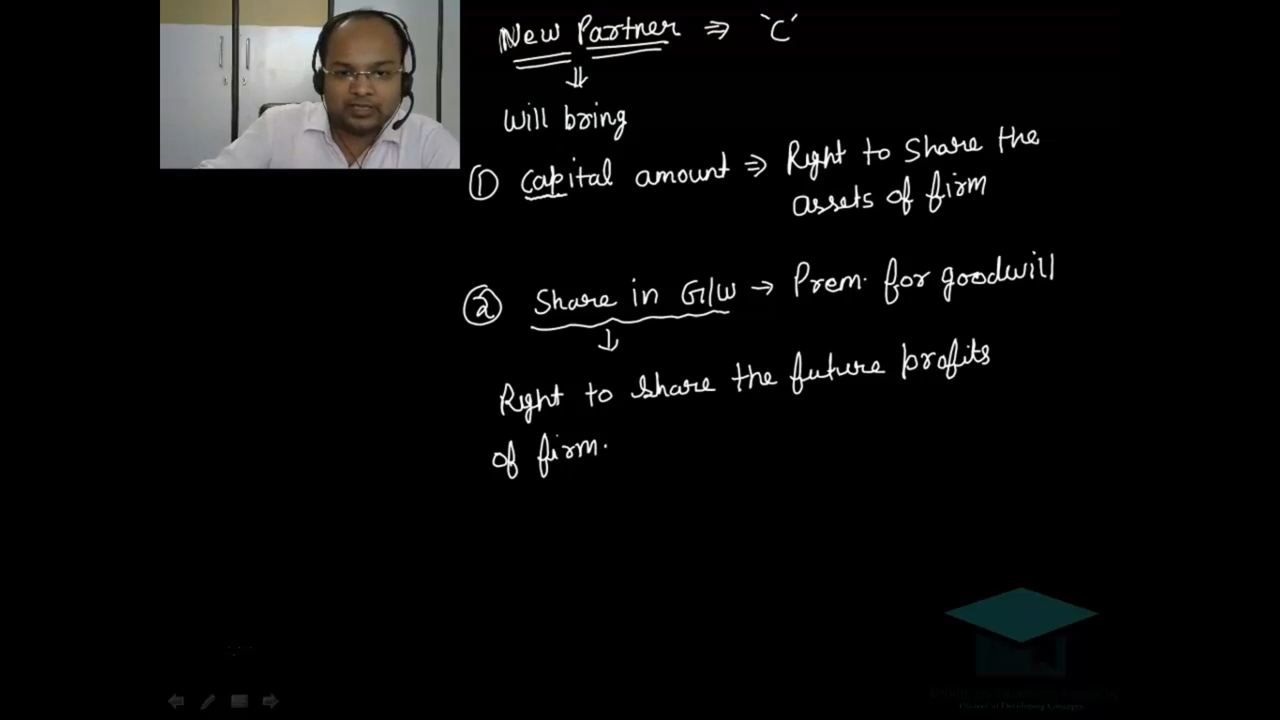 New Partner ⇒ 'C'
⇓
Will bring
① Capital amount ⇒ Right to share the
assets of firm
② Share in G/W → Prem. for goodwill
↓
Right to share the future profits
of firm.